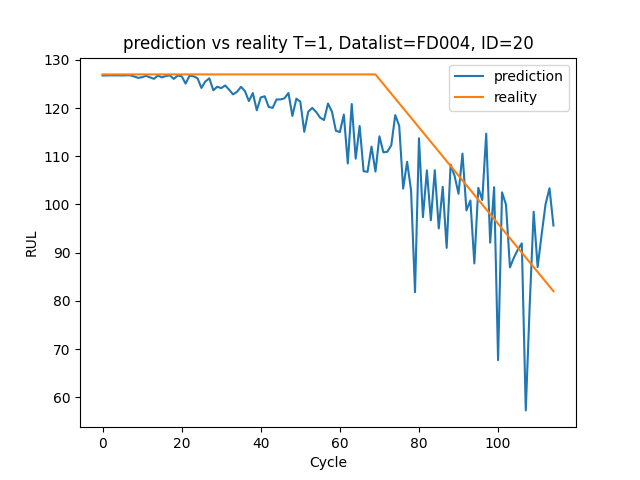 prediction vs reality T=1, Datalist=FD004, ID=20
prediction
reality
RUL
130
120
110
100
90
80
70
60
0 20 40 60 80 100
Cycle